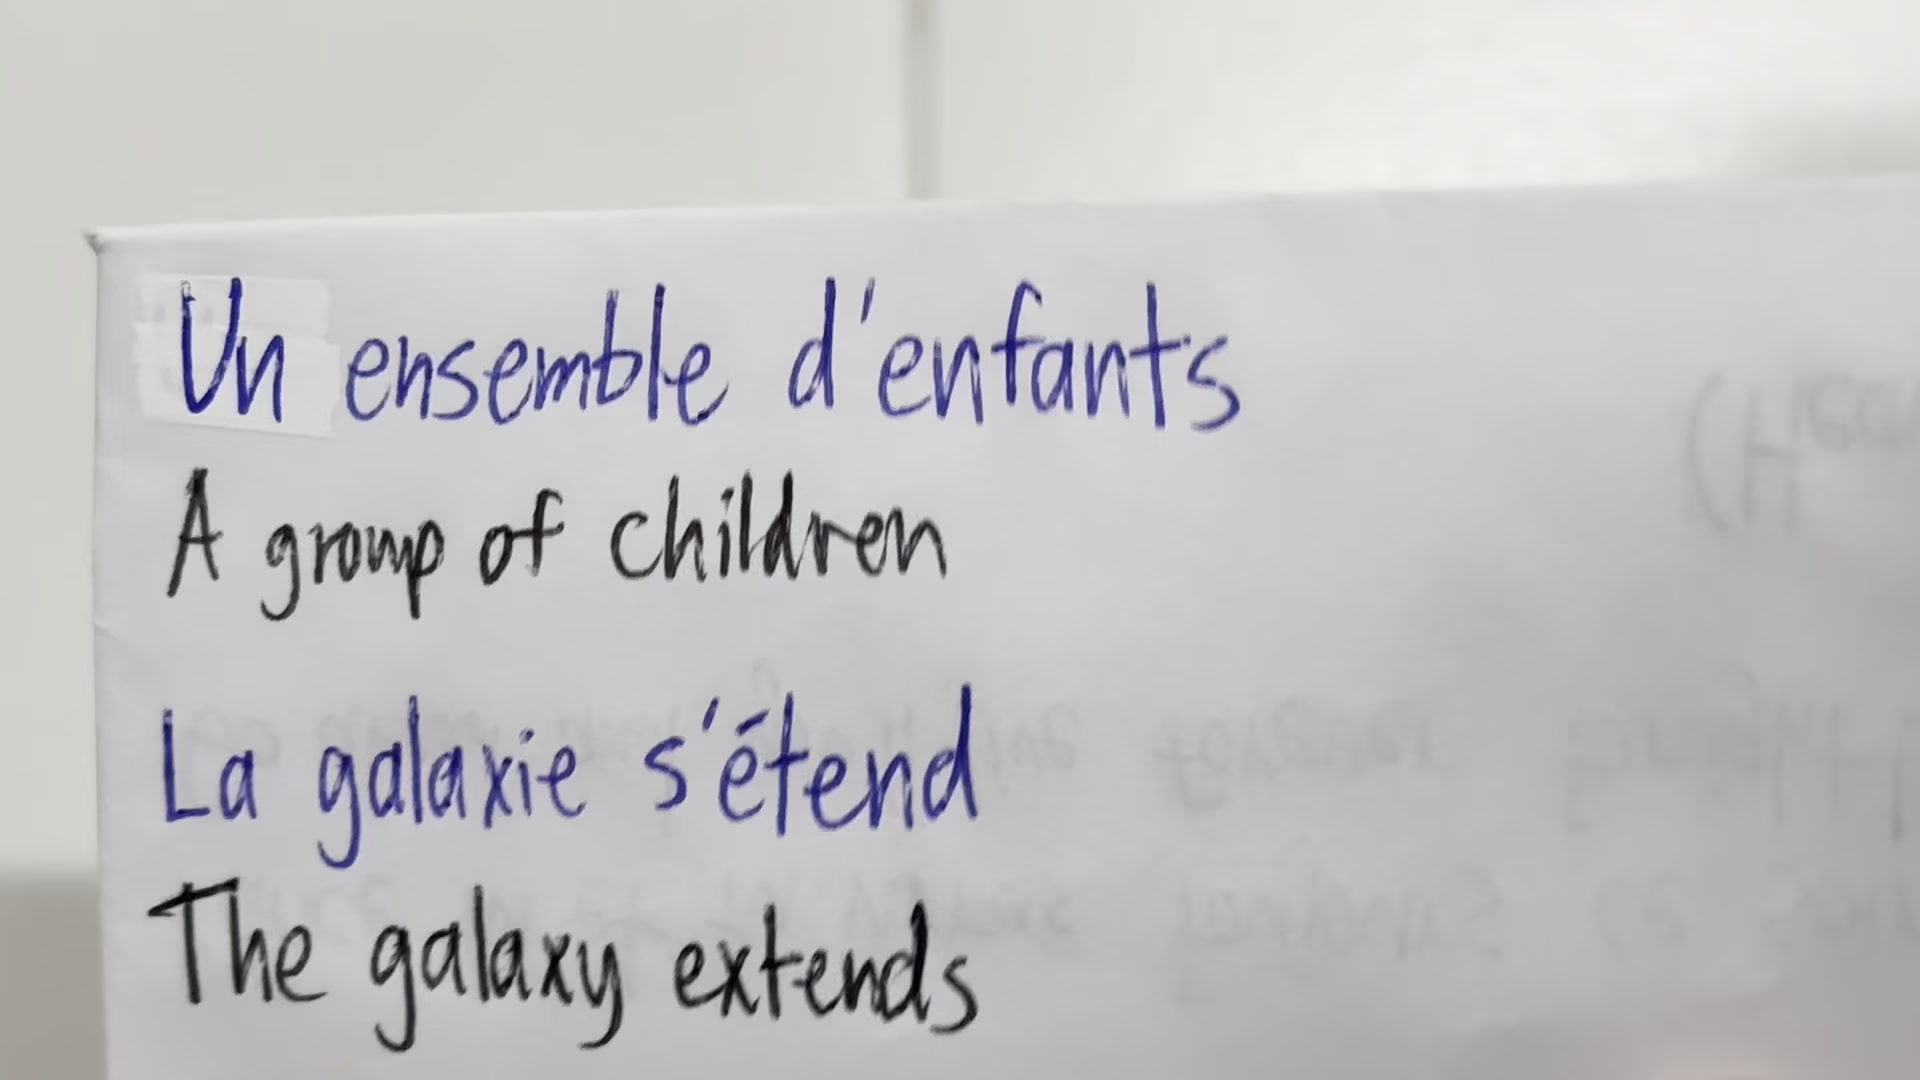 Un ensemble d'enfants
A group of children
La galaxie s'étend
The galaxy extends